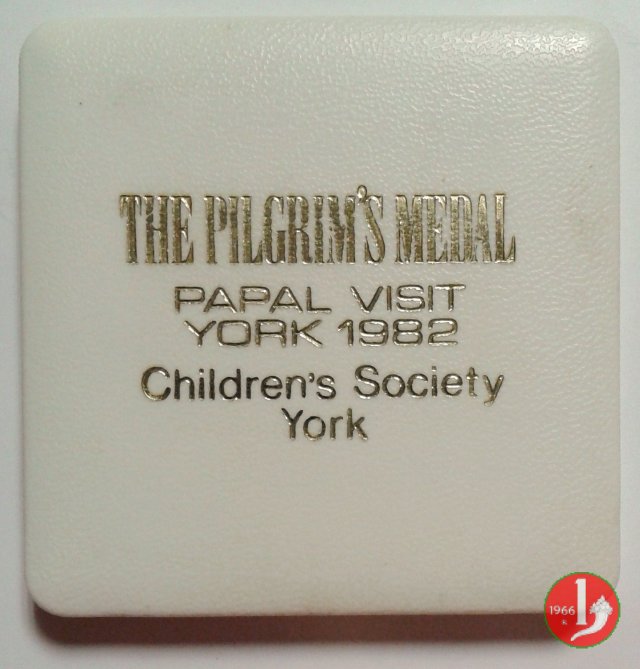 THE PILGRIM'S MEDAL
PAPAL VISIT
YORK 1982
Children's Society
York
1966